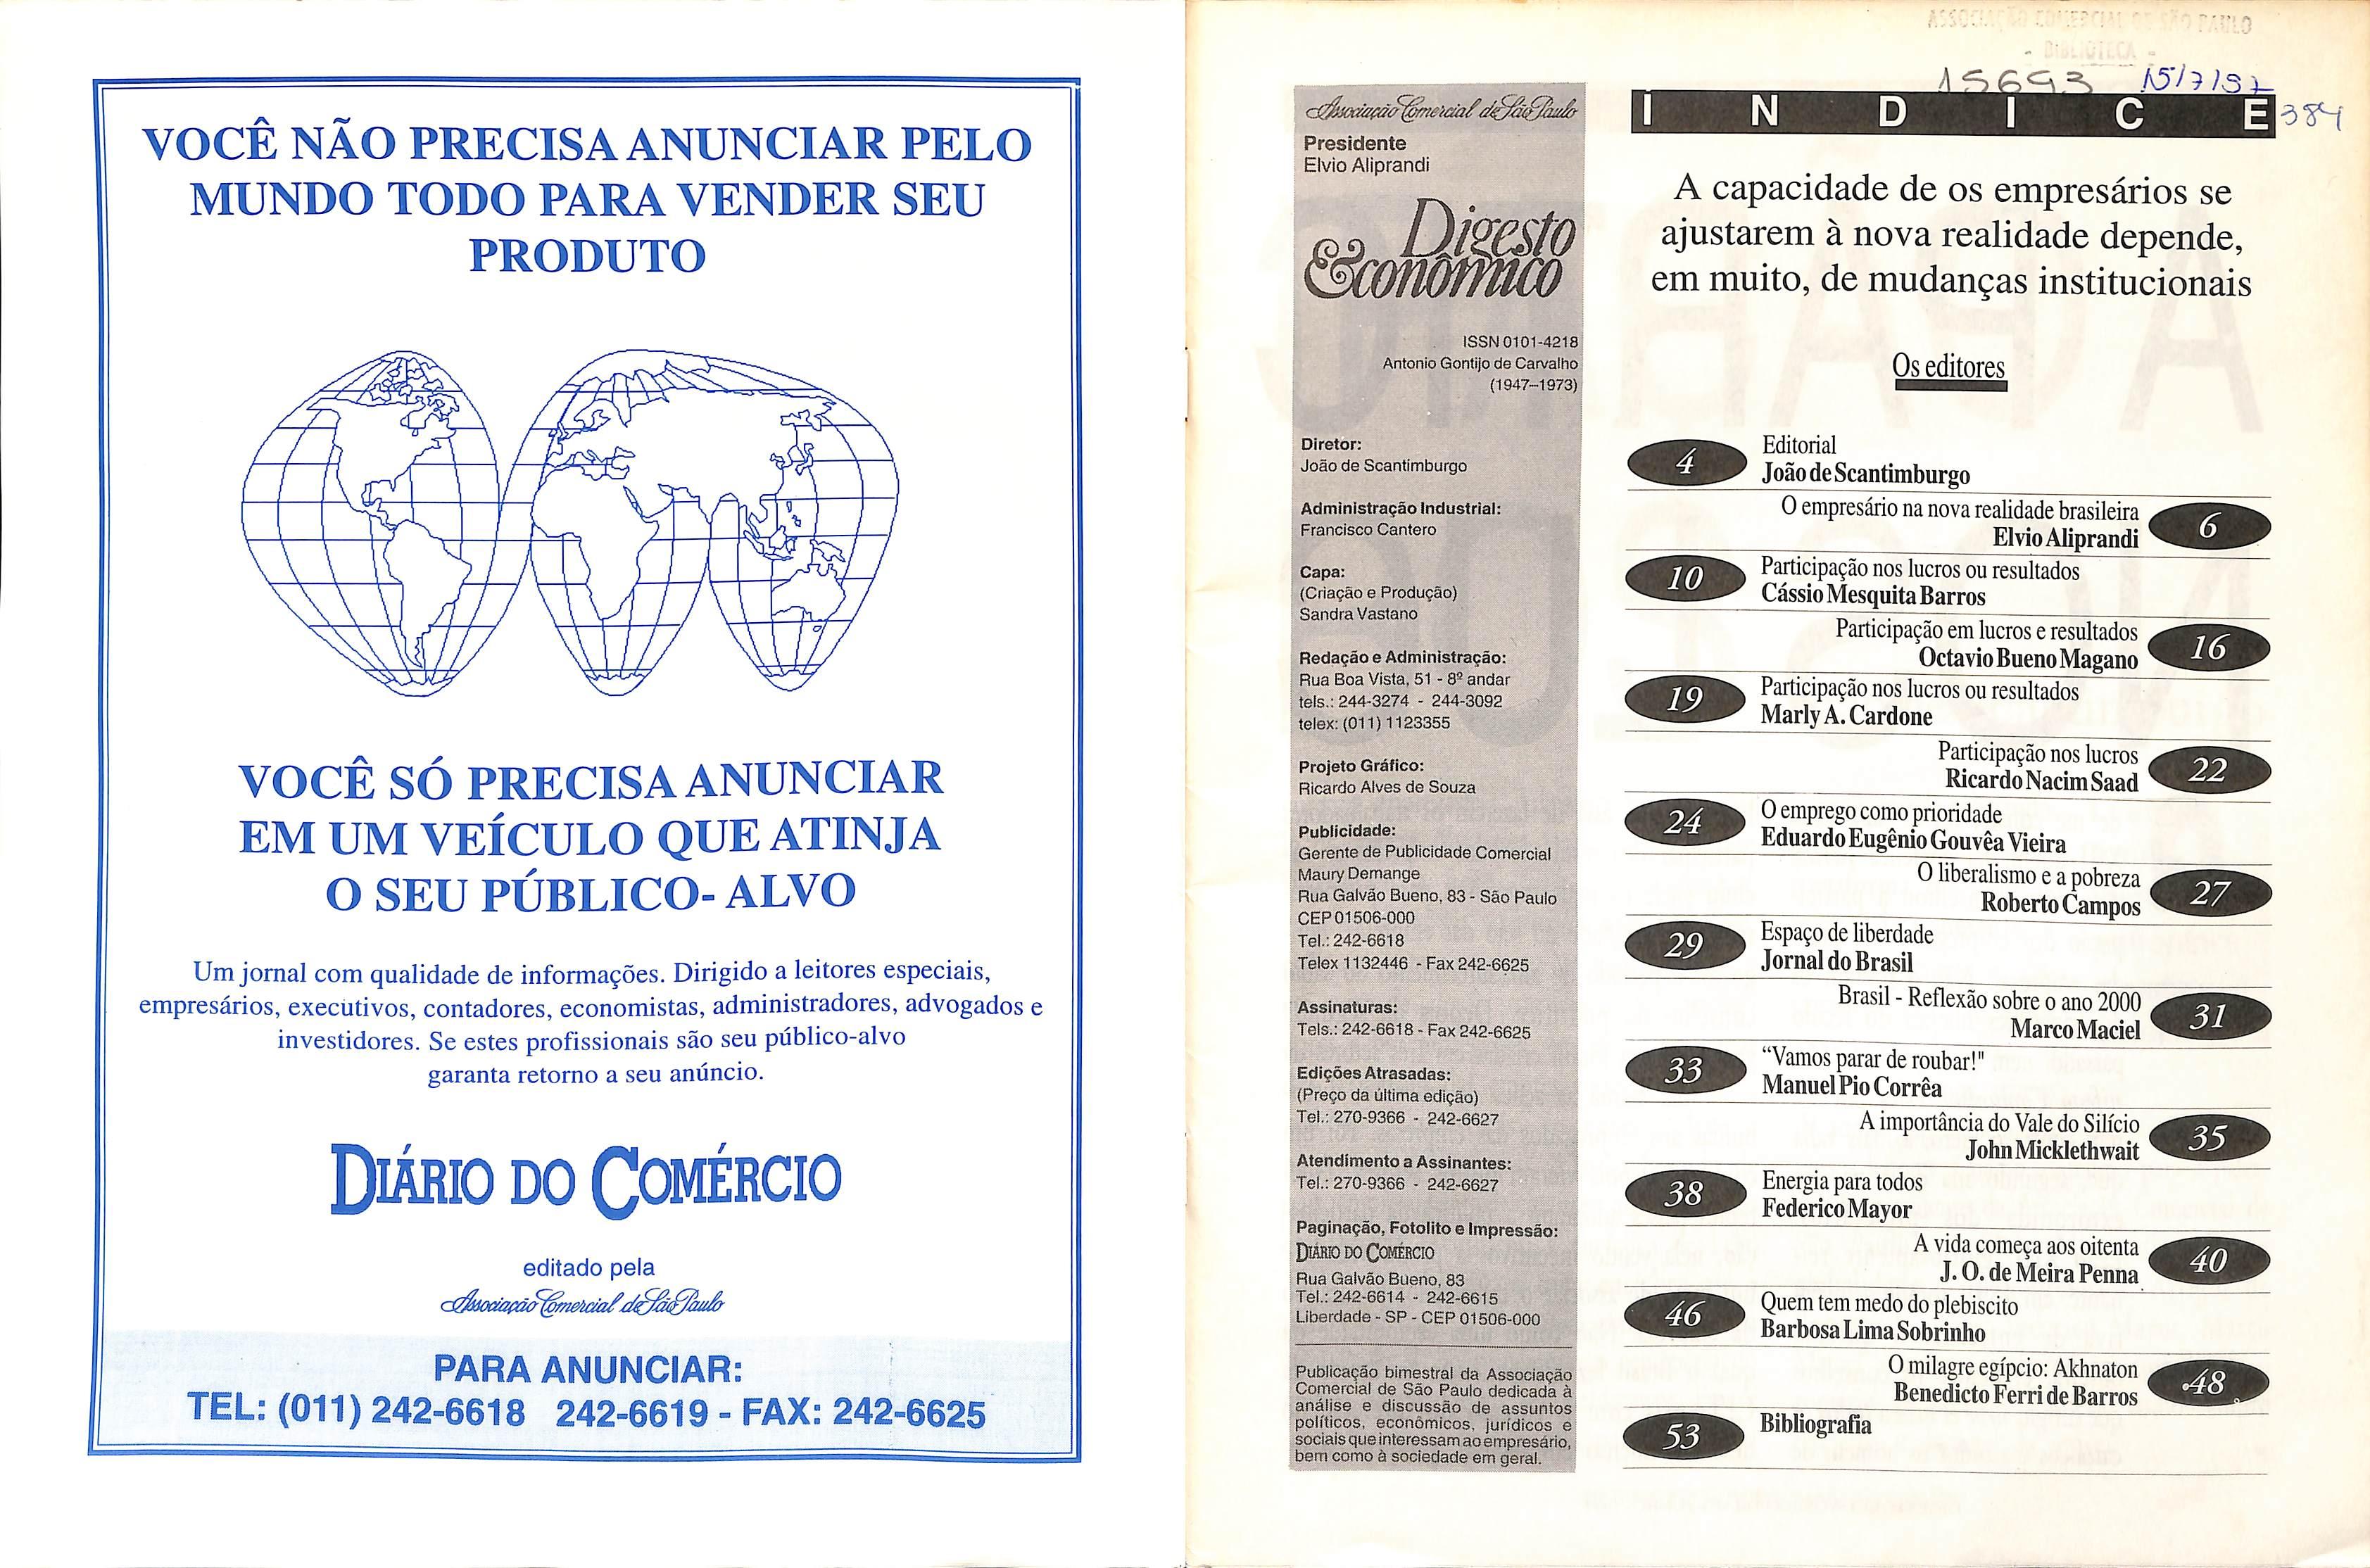 VOCÊ NÃO PRECISA ANUNCIAR PELO
MUNDO TODO PARA VENDER SEU
PRODUTO
VOCÊ SÓ PRECISA ANUNCIAR
EM UM VEÍCULO QUE ATINJA
O SEU PÚBLICO- ALVO
Um jornal com qualidade de informações. Dirigido a leitores especiais,
empresários, executivos, contadores, economistas, administradores, advogados e
investidores. Se estes profissionais são seu público-alvo
garanta retorno a seu anúncio.
DIÁRIO DO COMÉRCIO
editado pela
Associação Comercial de São Paulo
PARA ANUNCIAR:
TEL: (011) 242-6618 242-6619 - FAX: 242-6625
ASSOCIAÇÃO COMERCIAL DE SÃO PAULO
- BIBLIOTECA -
15693 15/7/97
384
Associação Comercial de São Paulo
Presidente
Elvio Aliprandi
Digesto
Econômico
ISSN 0101-4218
Antonio Gontijo de Carvalho
(1947–1973)
Diretor:
João de Scantimburgo
Administração Industrial:
Francisco Cantero
Capa:
(Criação e Produção)
Sandra Vastano
Redação e Administração:
Rua Boa Vista, 51 - 8º andar
tels.: 244-3274 - 244-3092
telex: (011) 1123355
Projeto Gráfico:
Ricardo Alves de Souza
Publicidade:
Gerente de Publicidade Comercial
Maury Demange
Rua Galvão Bueno, 83 - São Paulo
CEP 01506-000
Tel.: 242-6618
Telex 1132446 - Fax 242-6625
Assinaturas:
Tels.: 242-6618 - Fax 242-6625
Edições Atrasadas:
(Preço da última edição)
Tel.: 270-9366 - 242-6627
Atendimento a Assinantes:
Tel.: 270-9366 - 242-6627
Paginação, Fotolito e Impressão:
DIÁRIO DO COMÉRCIO
Rua Galvão Bueno, 83
Tel.: 242-6614 - 242-6615
Liberdade - SP - CEP 01506-000
Publicação bimestral da Associação
Comercial de São Paulo dedicada à
análise e discussão de assuntos
políticos, econômicos, jurídicos e
sociais que interessam ao empresário,
bem como à sociedade em geral.
ÍNDICE
A capacidade de os empresários se
ajustarem à nova realidade depende,
em muito, de mudanças institucionais
Os editores
4 Editorial
João de Scantimburgo
O empresário na nova realidade brasileira 6
Elvio Aliprandi
10 Participação nos lucros ou resultados
Cássio Mesquita Barros
Participação em lucros e resultados 16
Octavio Bueno Magano
19 Participação nos lucros ou resultados
Marly A. Cardone
Participação nos lucros 22
Ricardo Nacim Saad
24 O emprego como prioridade
Eduardo Eugênio Gouvêa Vieira
O liberalismo e a pobreza 27
Roberto Campos
29 Espaço de liberdade
Jornal do Brasil
Brasil - Reflexão sobre o ano 2000 31
Marco Maciel
33 “Vamos parar de roubar!"
Manuel Pio Corrêa
A importância do Vale do Silício 35
John Micklethwait
38 Energia para todos
Federico Mayor
A vida começa aos oitenta 40
J. O. de Meira Penna
46 Quem tem medo do plebiscito
Barbosa Lima Sobrinho
O milagre egípcio: Akhnaton 48
Benedicto Ferri de Barros
53 Bibliografia